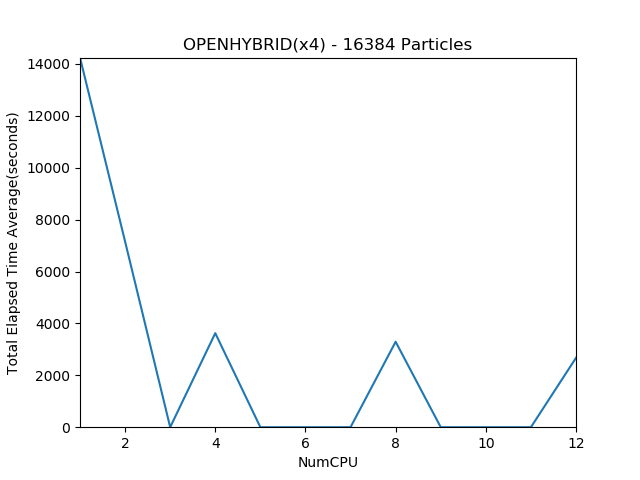 OPENHYBRID(x4) - 16384 Particles
Total Elapsed Time Average(seconds)
14000
12000
10000
8000
6000
4000
2000
0
2 4 6 8 10 12
NumCPU